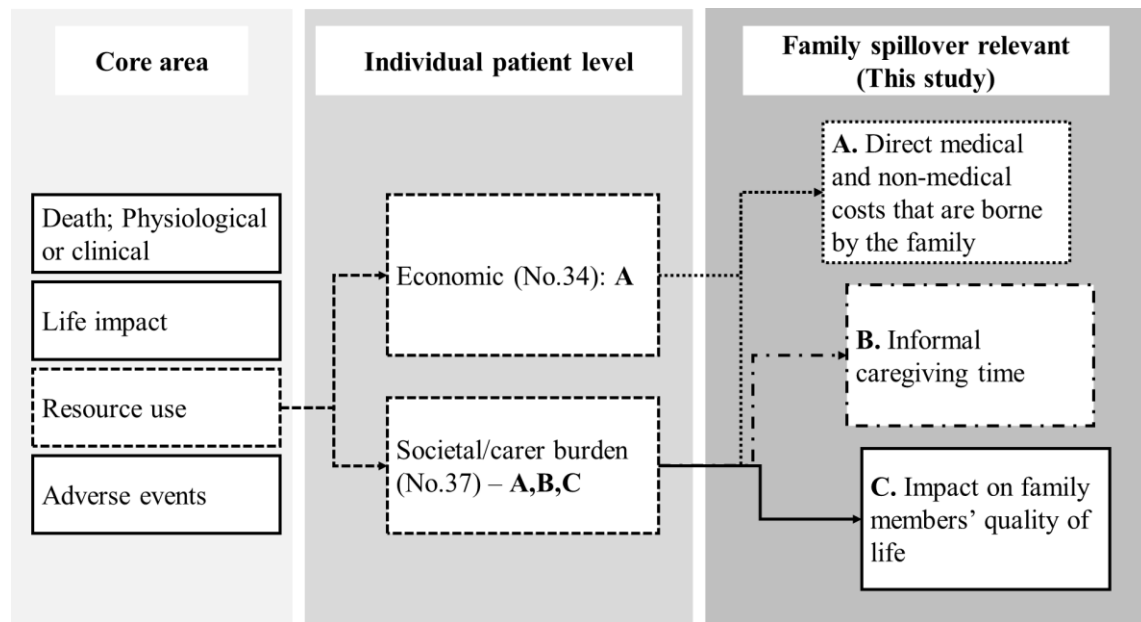 Core area
Individual patient level
Family spillover relevant
(This study)
Death; Physiological
or clinical
Life impact
Resource use
Adverse events
Economic (No.34): A
Societal/carer burden
(No.37) – A,B,C
A. Direct medical
and non-medical
costs that are borne
by the family
B. Informal
caregiving time
C. Impact on family
members’ quality of
life